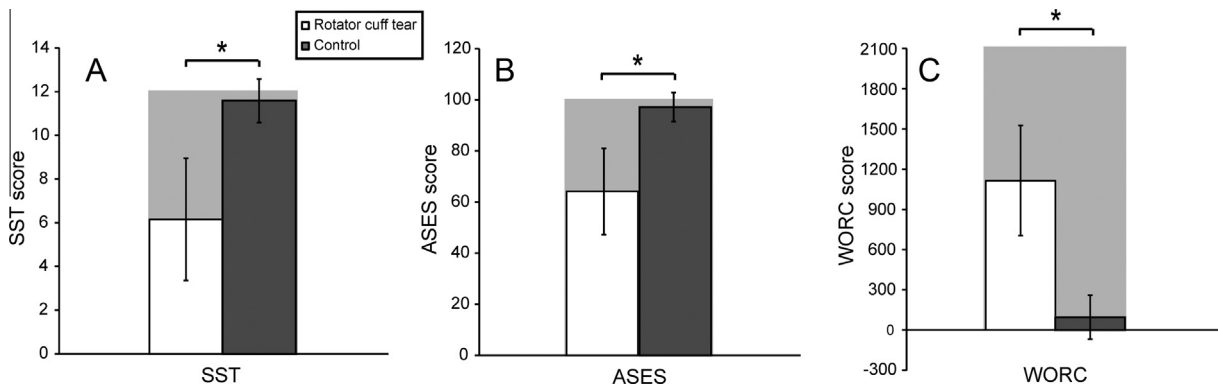 Rotator cuff tear
Control
A
*
SST score
14
12
10
8
6
4
2
0
SST
B
*
ASES score
120
100
80
60
40
20
0
ASES
C
*
WORC score
2100
1800
1500
1200
900
600
300
0
-300
WORC